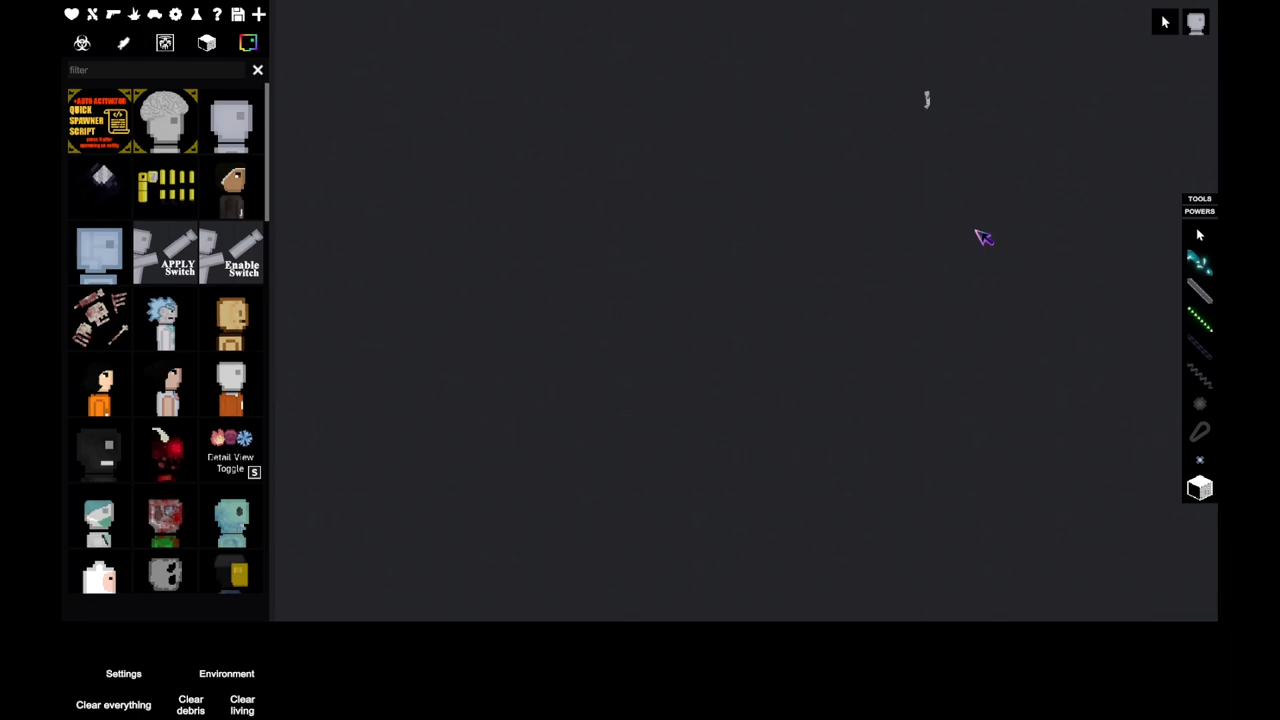 filter
+AUTO ACTIVATOR
QUICK
SPAWNER
SCRIPT
APPLY
Switch
Enable
Switch
Detail View
Toggle
S
TOOLS
POWERS
Settings
Environment
Clear everything
Clear
debris
Clear
living